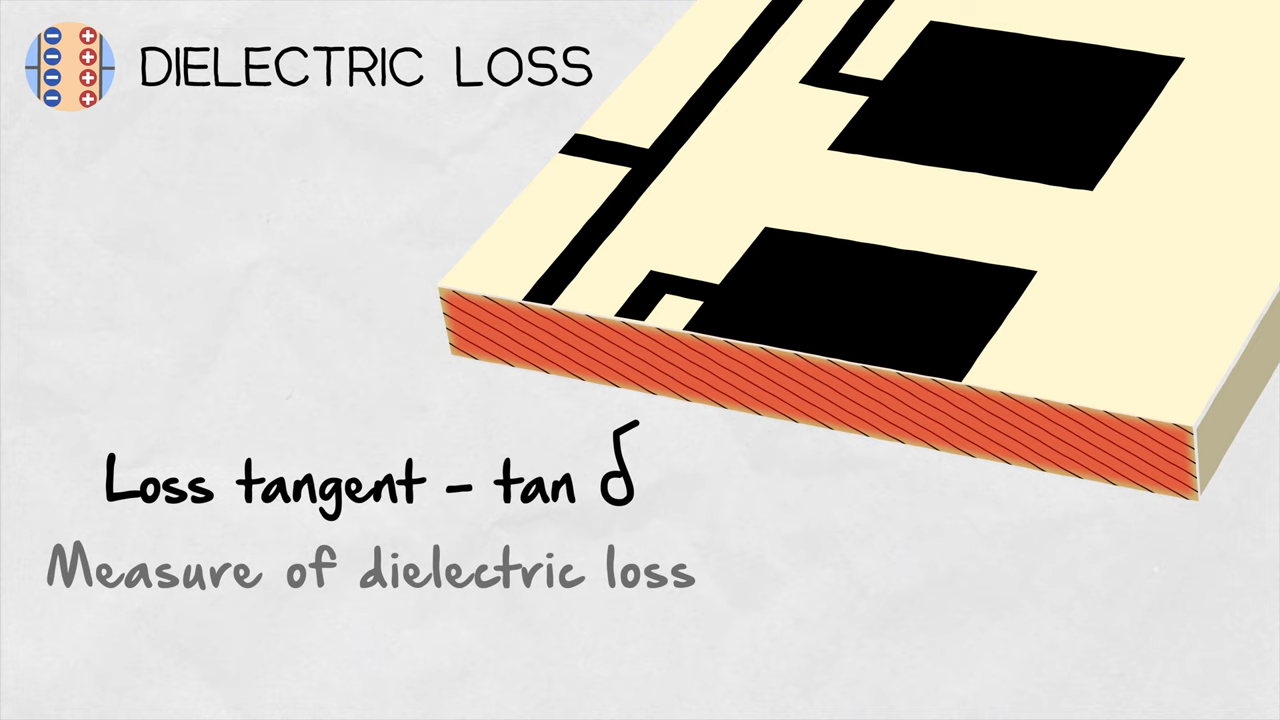 DIELECTRIC LOSS
Loss tangent - tan δ
Measure of dielectric loss